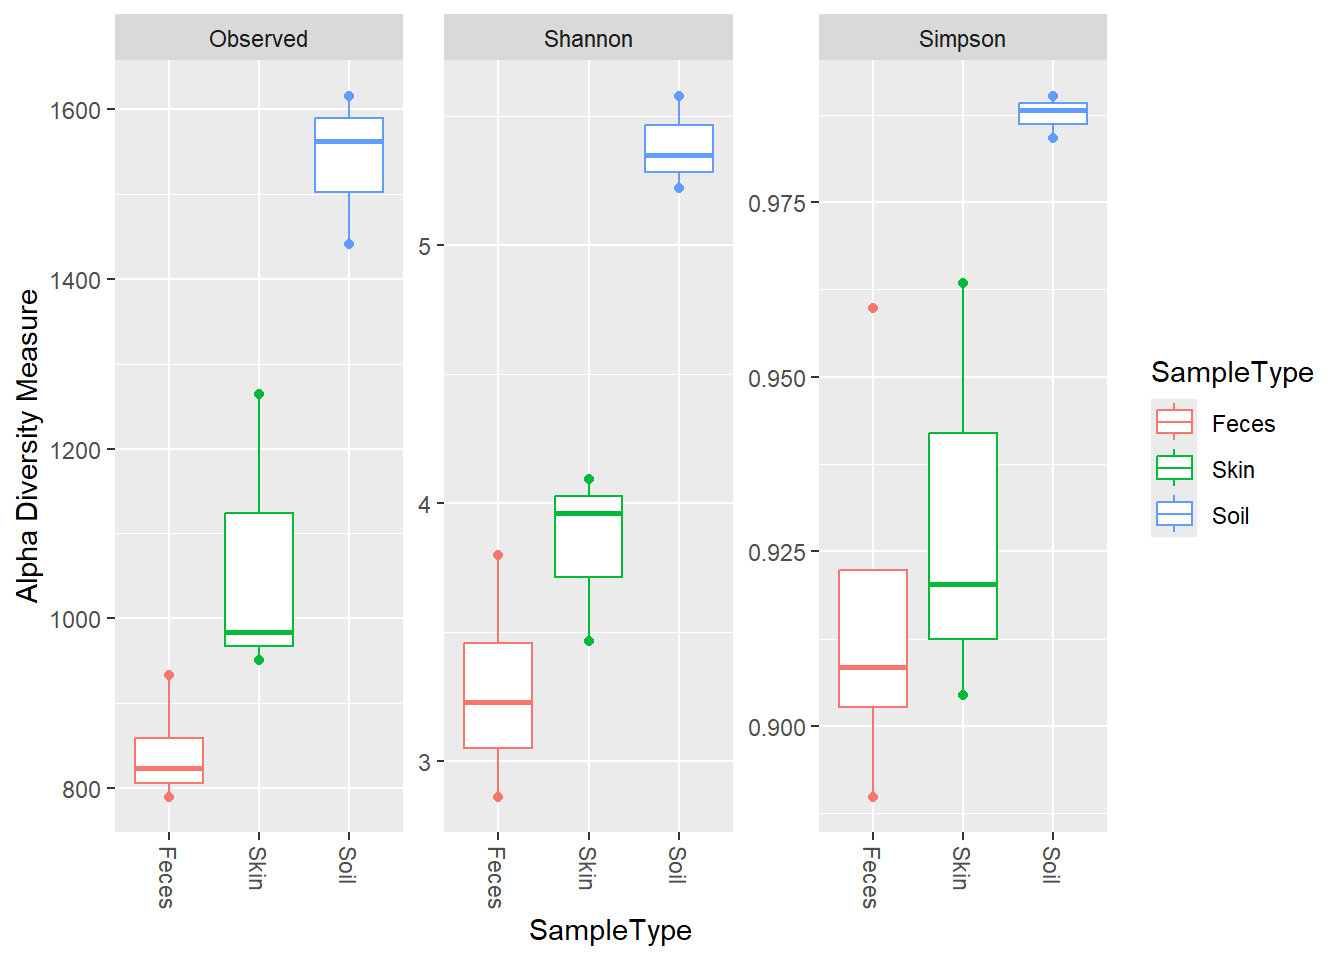 Observed
Shannon
Simpson
Alpha Diversity Measure
1600
1400
1200
1000
800
5
4
3
0.975
0.950
0.925
0.900
Feces
Skin
Soil
Feces
Skin
Soil
Feces
Skin
Soil
SampleType
SampleType
Feces
Skin
Soil